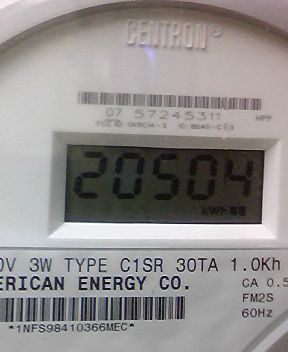 CENTRON
07 57245311
HPP
20504
kWh
0V 3W TYPE C1SR 30TA 1.0Kh
ERICAN ENERGY CO.
CA 0.5
FM2S
60Hz
*1NFS98410366MEC*